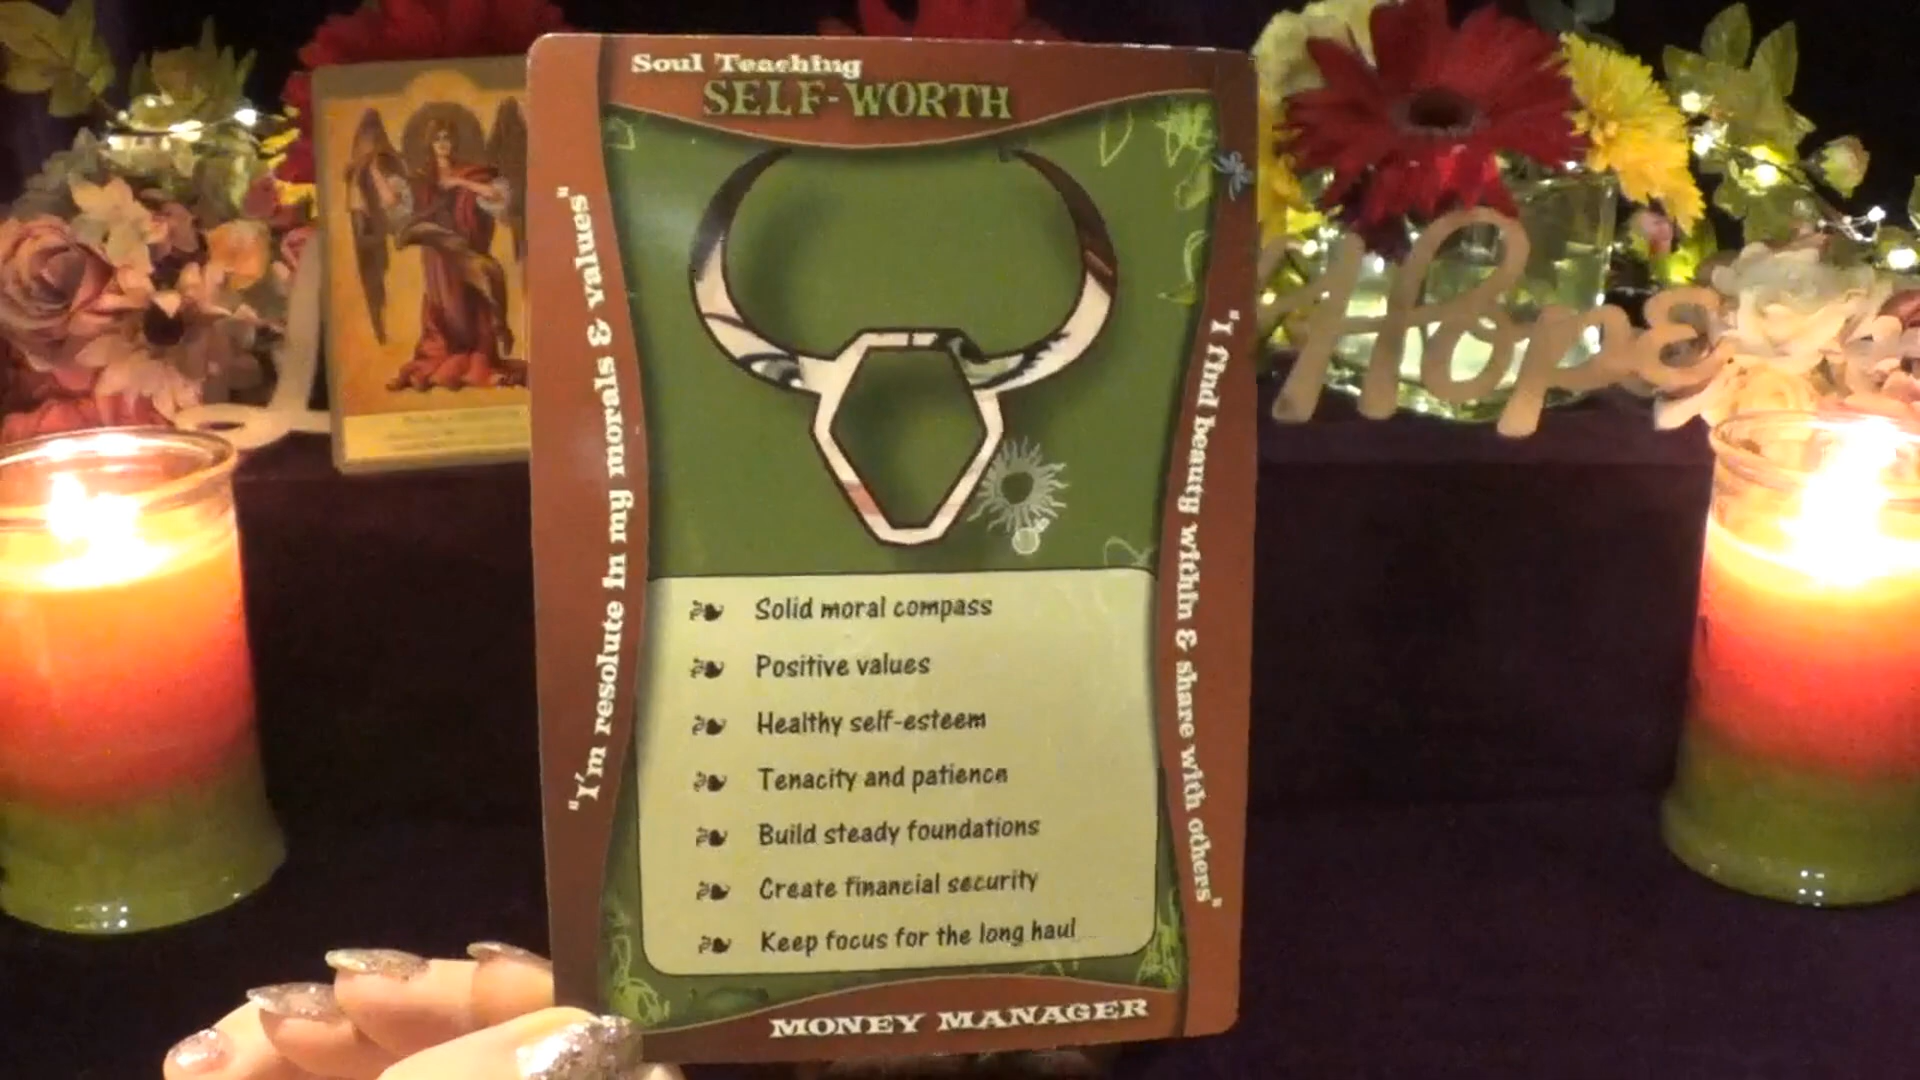 Soul Teaching
SELF-WORTH
"I'm resolute in my morals & values"
"I find beauty within & share with others"
Solid moral compass
Positive values
Healthy self-esteem
Tenacity and patience
Build steady foundations
Create financial security
Keep focus for the long haul
MONEY MANAGER
Hope